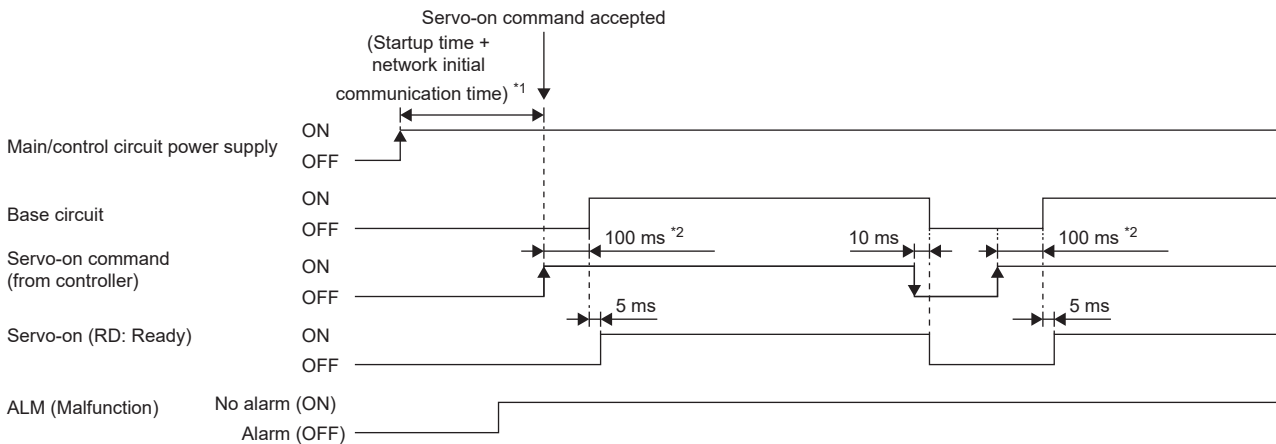 Servo-on command accepted
(Startup time +
network initial
communication time) *1
Main/control circuit power supply
ON
OFF
Base circuit
ON
OFF
100 ms *2
10 ms
100 ms *2
Servo-on command
(from controller)
ON
OFF
5 ms
5 ms
Servo-on (RD: Ready)
ON
OFF
ALM (Malfunction)
No alarm (ON)
Alarm (OFF)